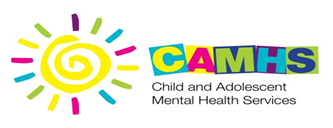 CAMHS
Child and Adolescent
Mental Health Services